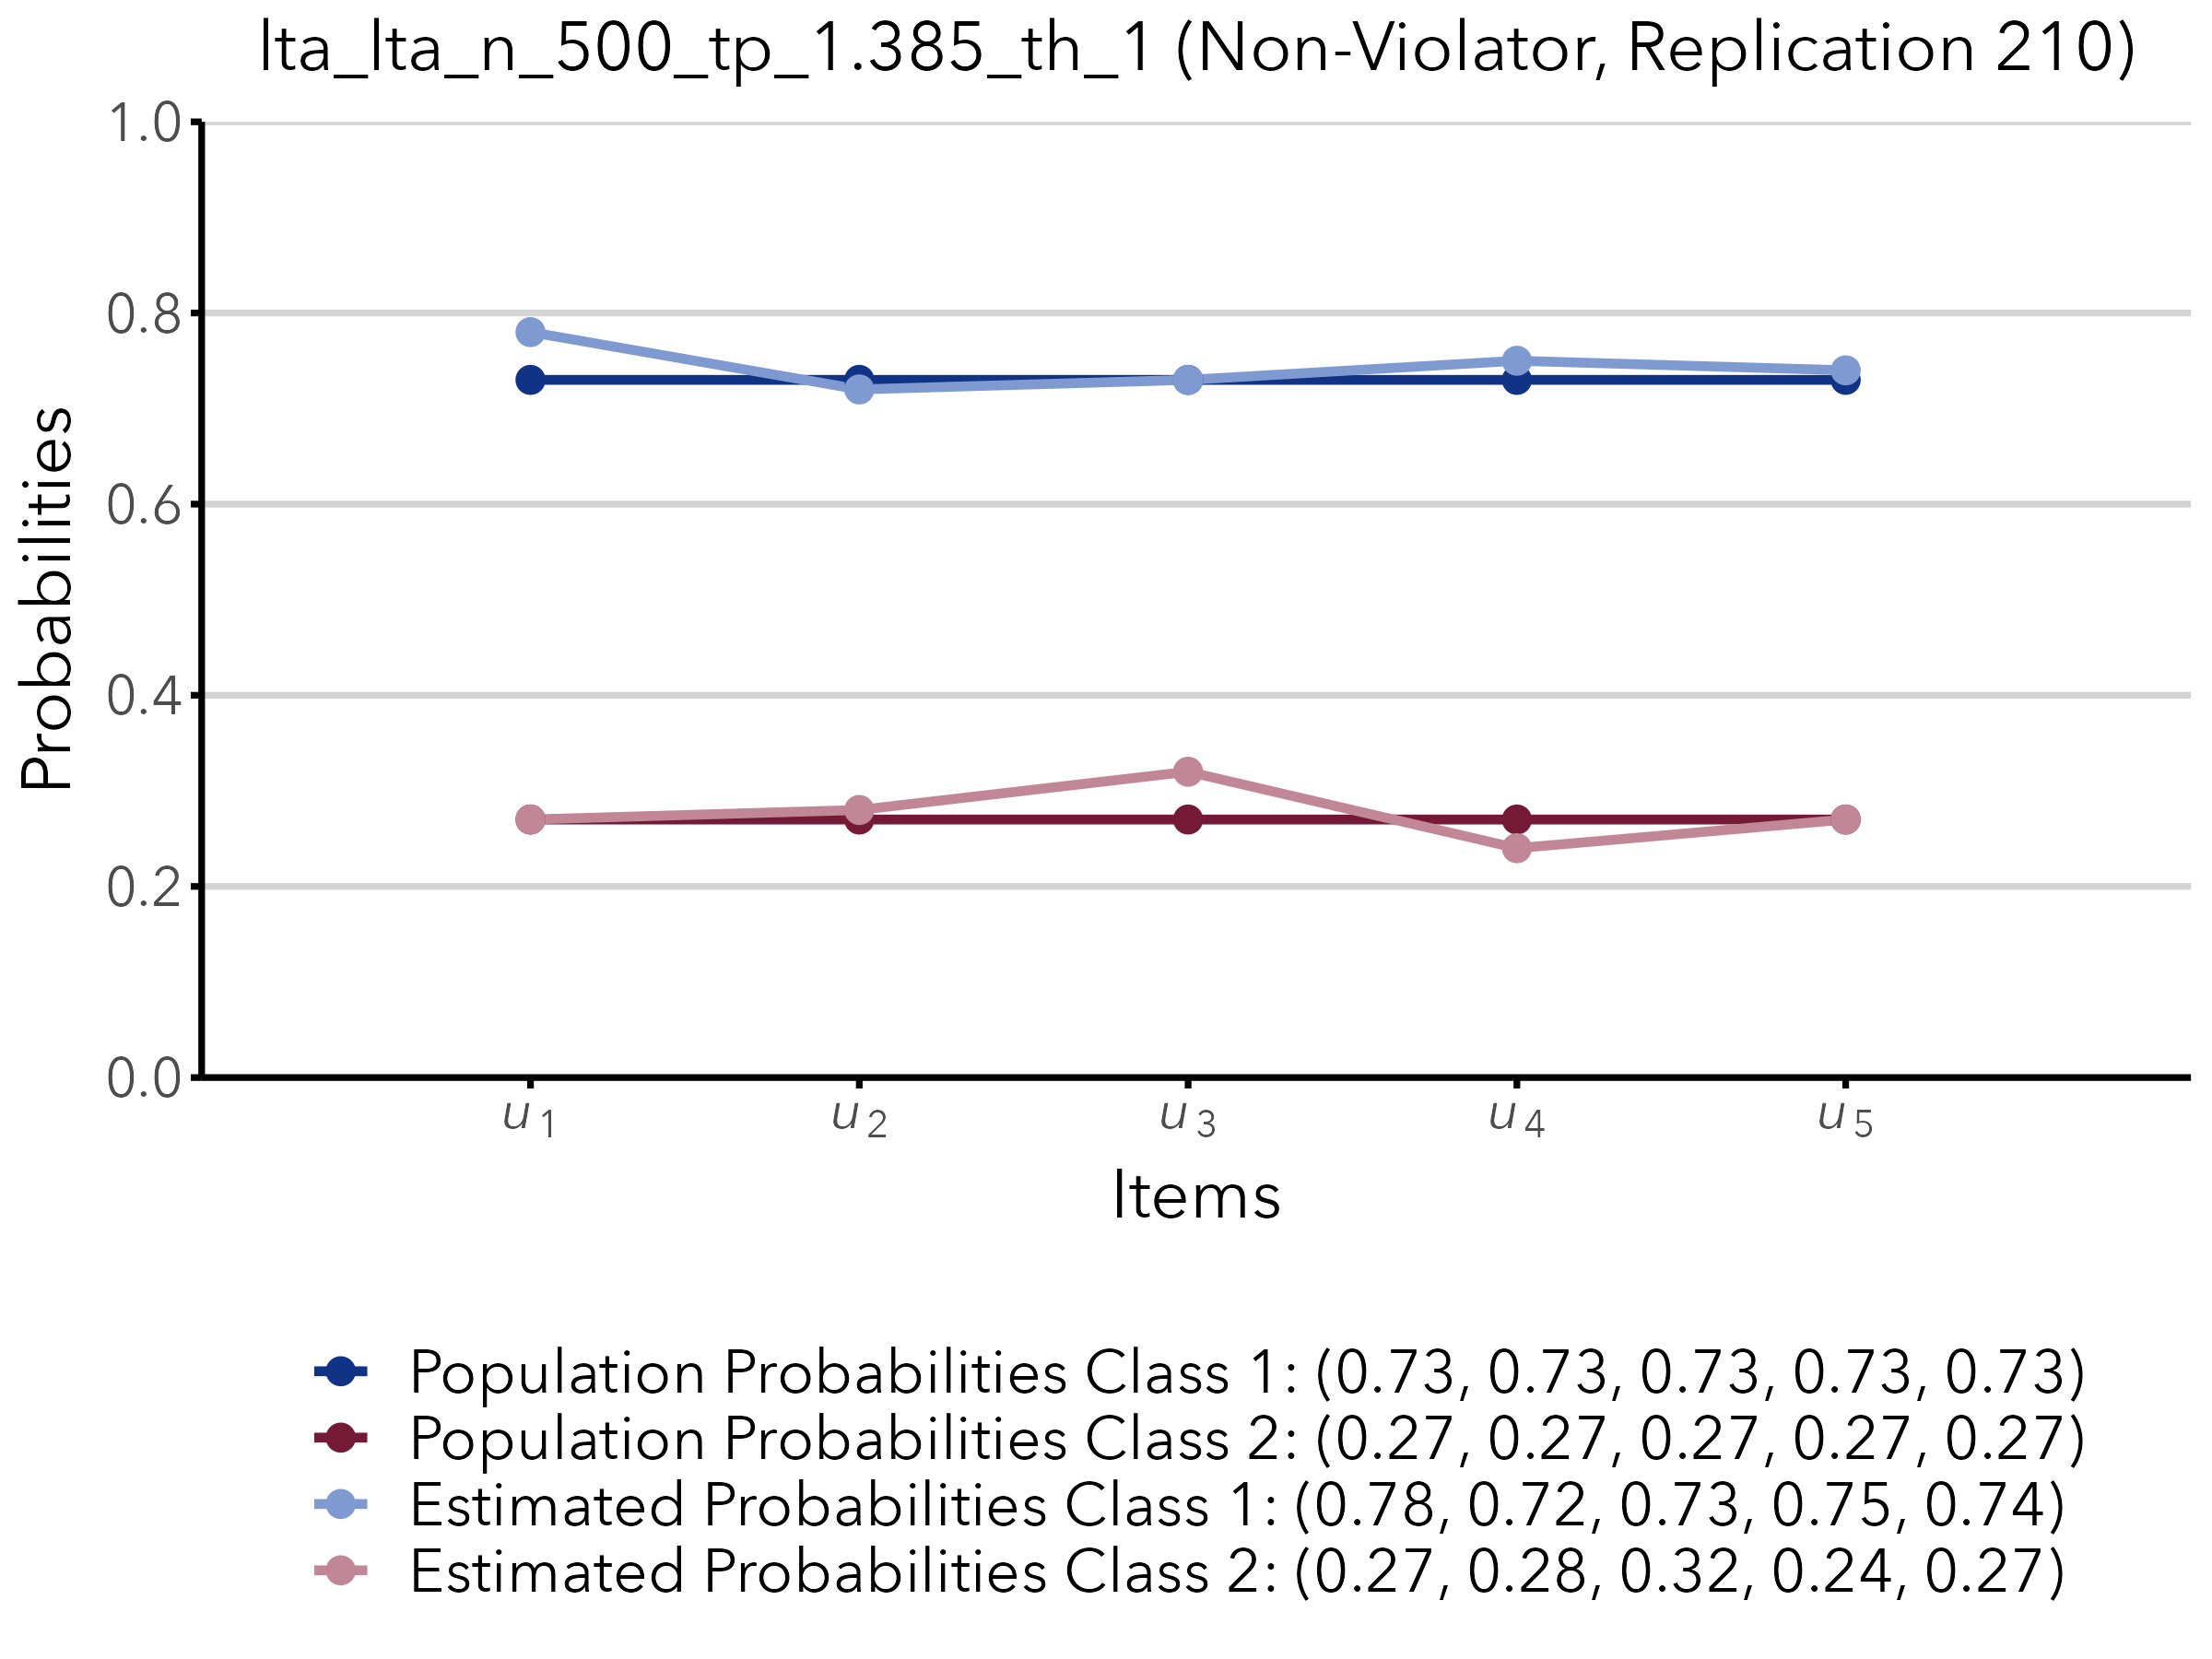 lta_lta_n_500_tp_1.385_th_1 (Non-Violator, Replication 210)
1.0
0.8
0.6
0.4
0.2
0.0
Probabilities
u1
u2
u3
u4
u5
Items
Population Probabilities Class 1: (0.73, 0.73, 0.73, 0.73, 0.73)
Population Probabilities Class 2: (0.27, 0.27, 0.27, 0.27, 0.27)
Estimated Probabilities Class 1: (0.78, 0.72, 0.73, 0.75, 0.74)
Estimated Probabilities Class 2: (0.27, 0.28, 0.32, 0.24, 0.27)